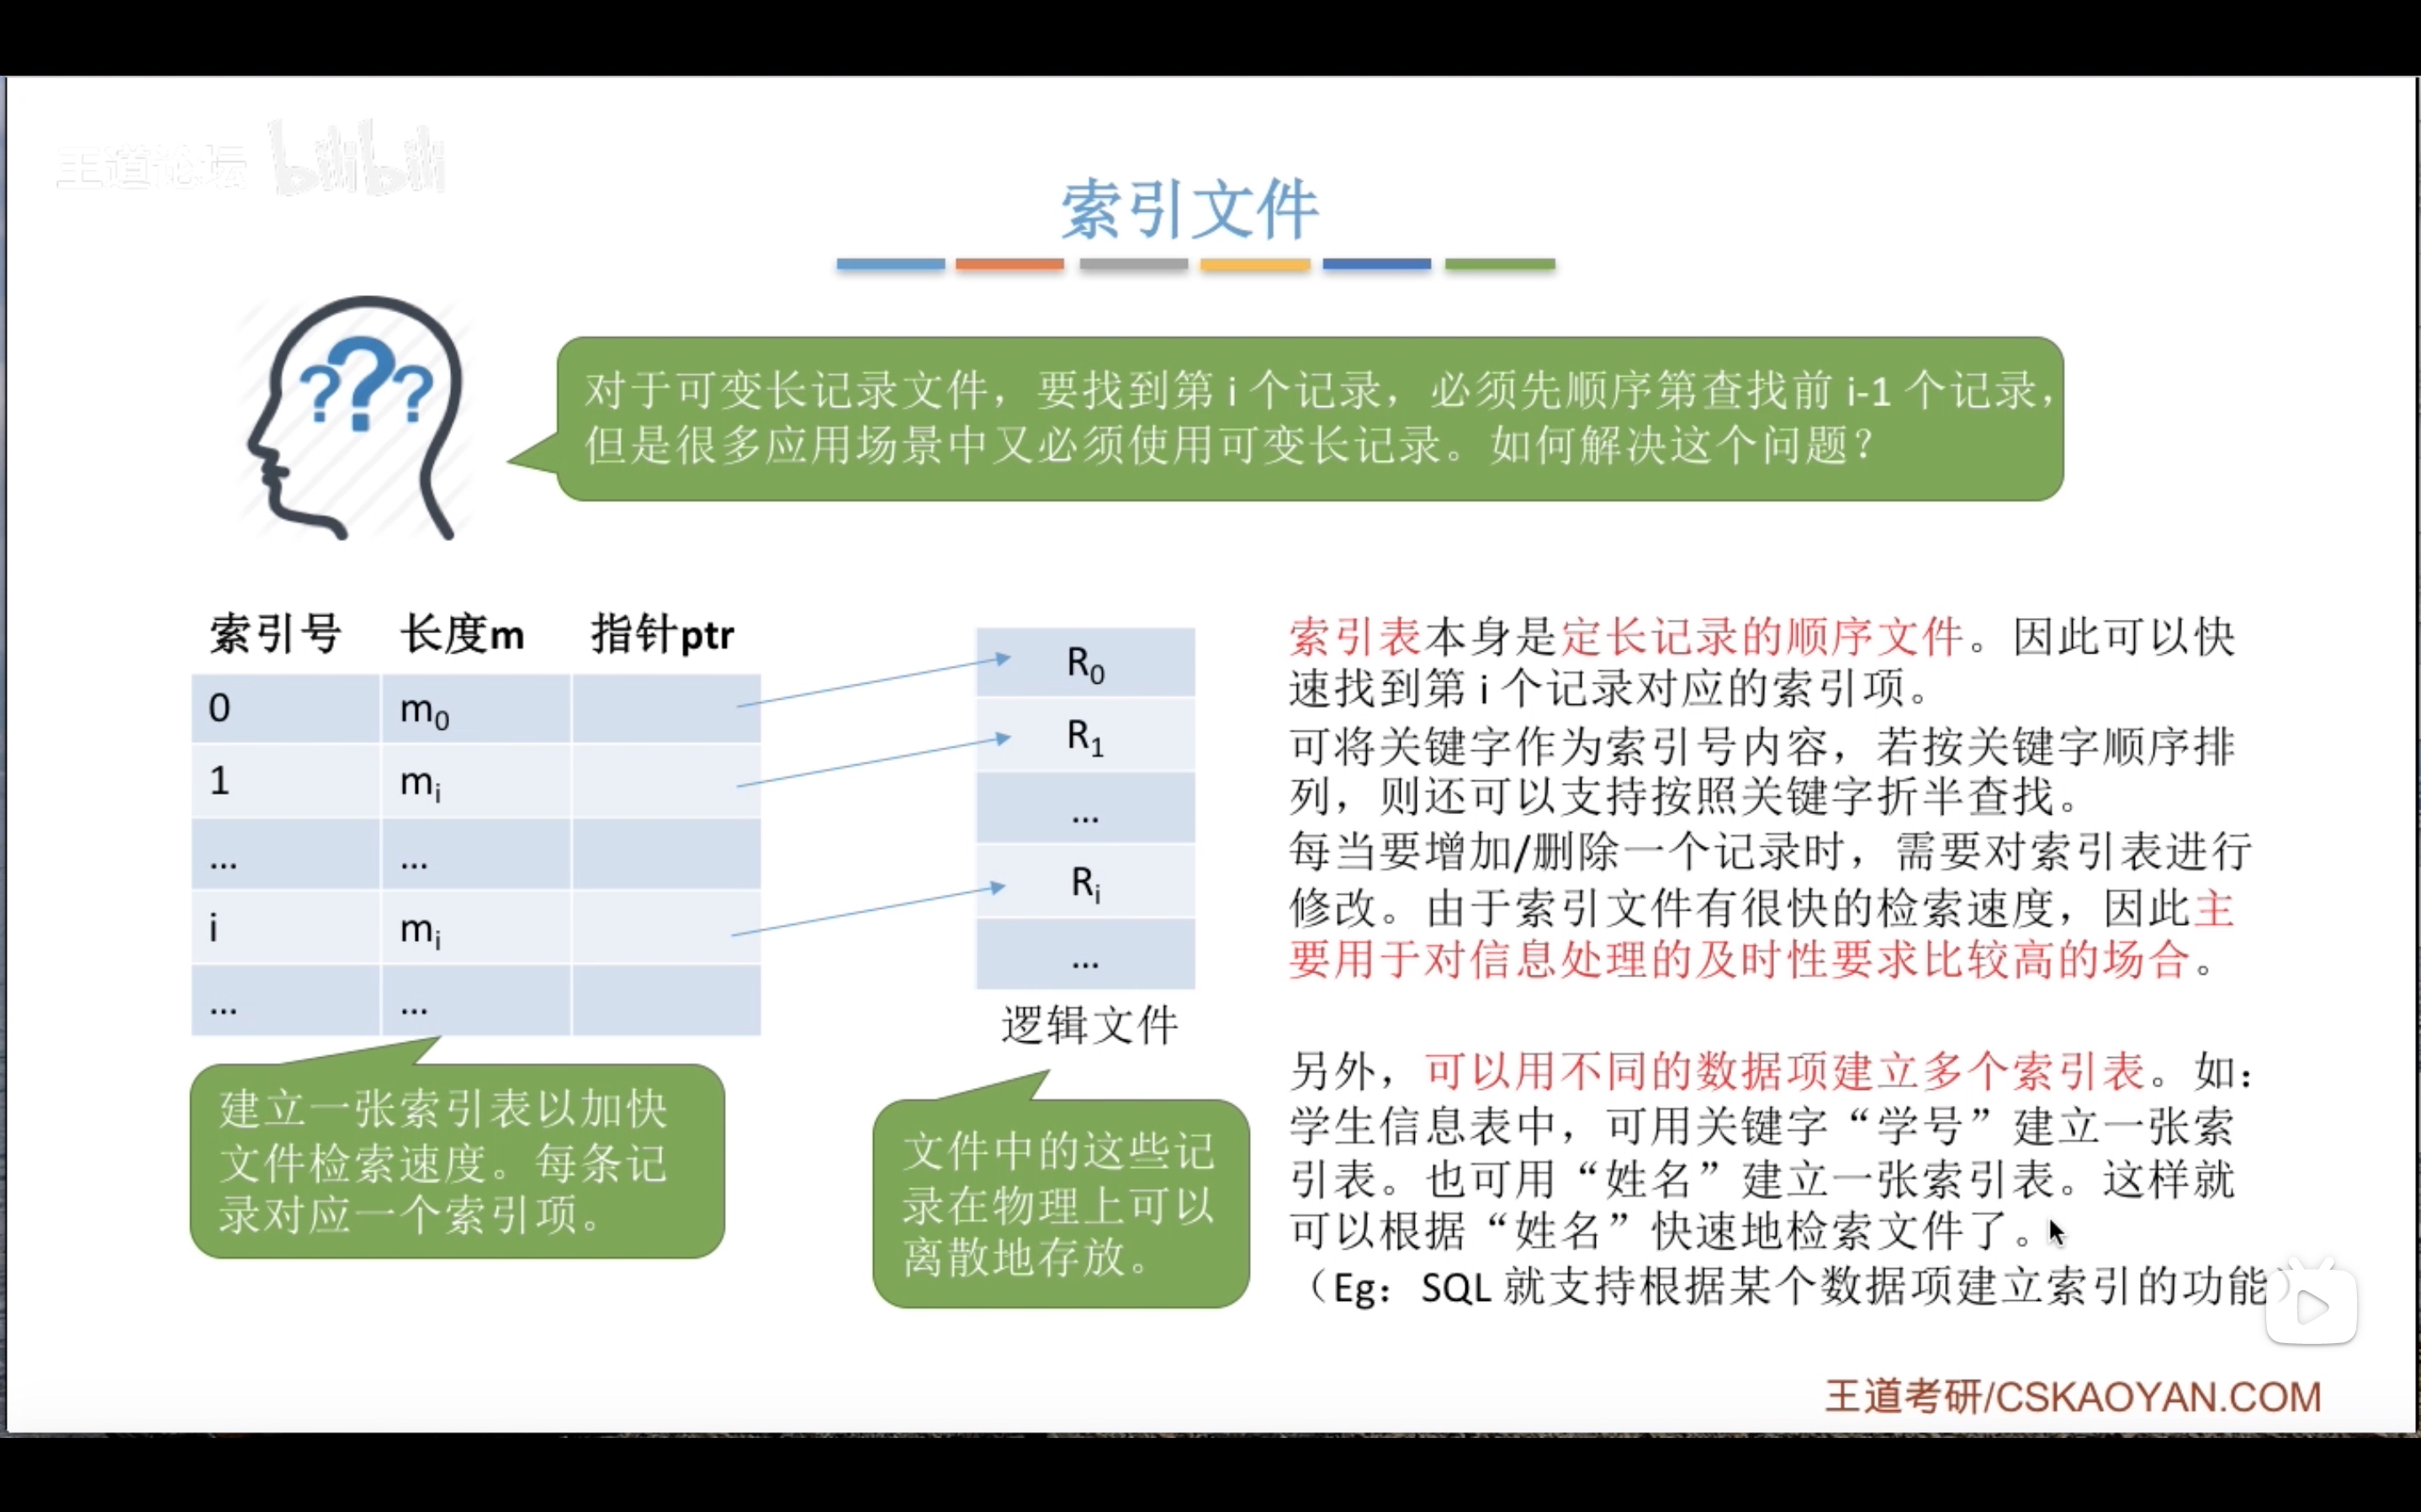 王道论坛 bilibili
索引文件
? ? ?
对于可变长记录文件，要找到第 i 个记录，必须先顺序第查找前 i-1 个记录，
但是很多应用场景中又必须使用可变长记录。如何解决这个问题？
索引号 长度m 指针ptr
0 m0
1 mi
... ...
i mi
... ...
建立一张索引表以加快
文件检索速度。每条记
录对应一个索引项。
R0
R1
...
Ri
...
逻辑文件
文件中的这些记
录在物理上可以
离散地存放。
索引表本身是定长记录的顺序文件。因此可以快
速找到第 i 个记录对应的索引项。
可将关键字作为索引号内容，若按关键字顺序排
列，则还可以支持按照关键字折半查找。
每当要增加/删除一个记录时，需要对索引表进行
修改。由于索引文件有很快的检索速度，因此主
要用于对信息处理的及时性要求比较高的场合。
另外，可以用不同的数据项建立多个索引表。如：
学生信息表中，可用关键字“学号”建立一张索
引表。也可用“姓名”建立一张索引表。这样就
可以根据“姓名”快速地检索文件了。
（Eg：SQL 就支持根据某个数据项建立索引的功能）
王道考研/CSKAOYAN.COM